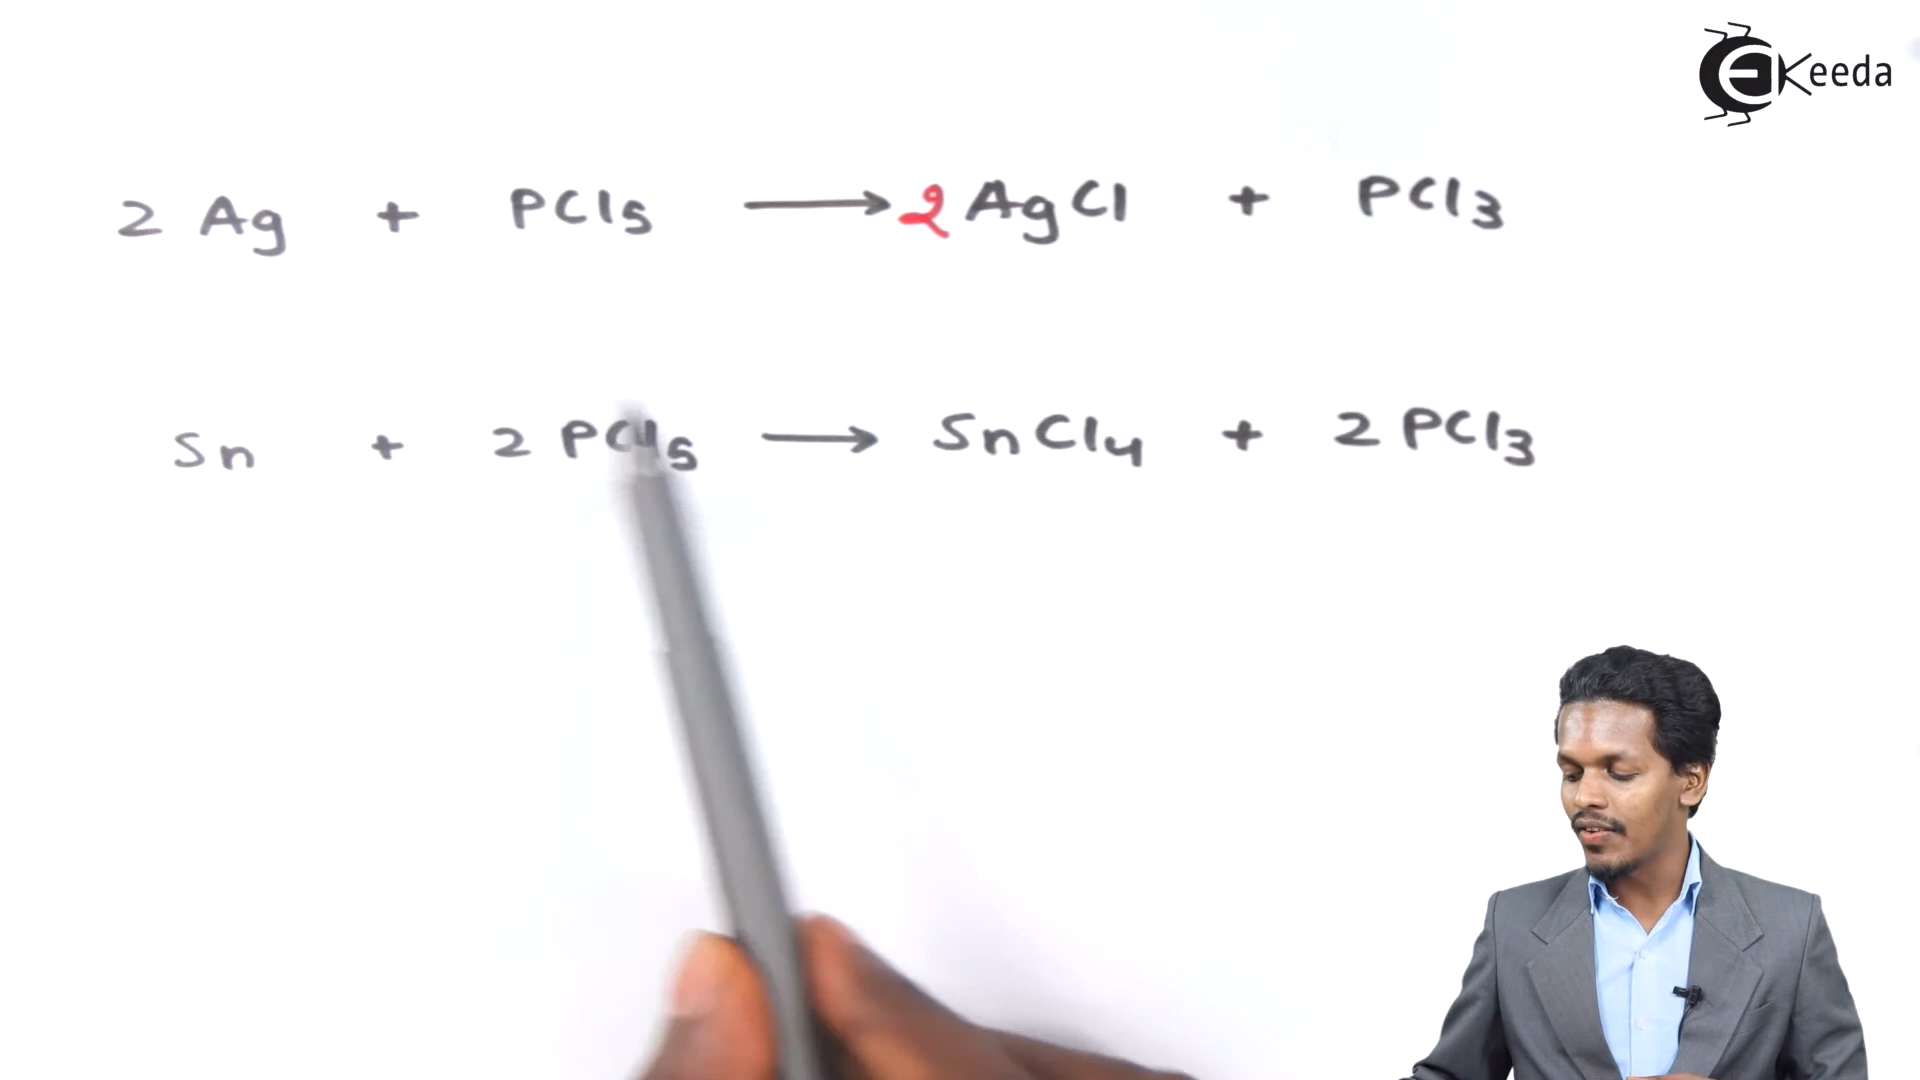 Keeda
2 Ag + PCl5 ⟶ 2 AgCl + PCl3
Sn + 2 PCl5 ⟶ SnCl4 + 2 PCl3